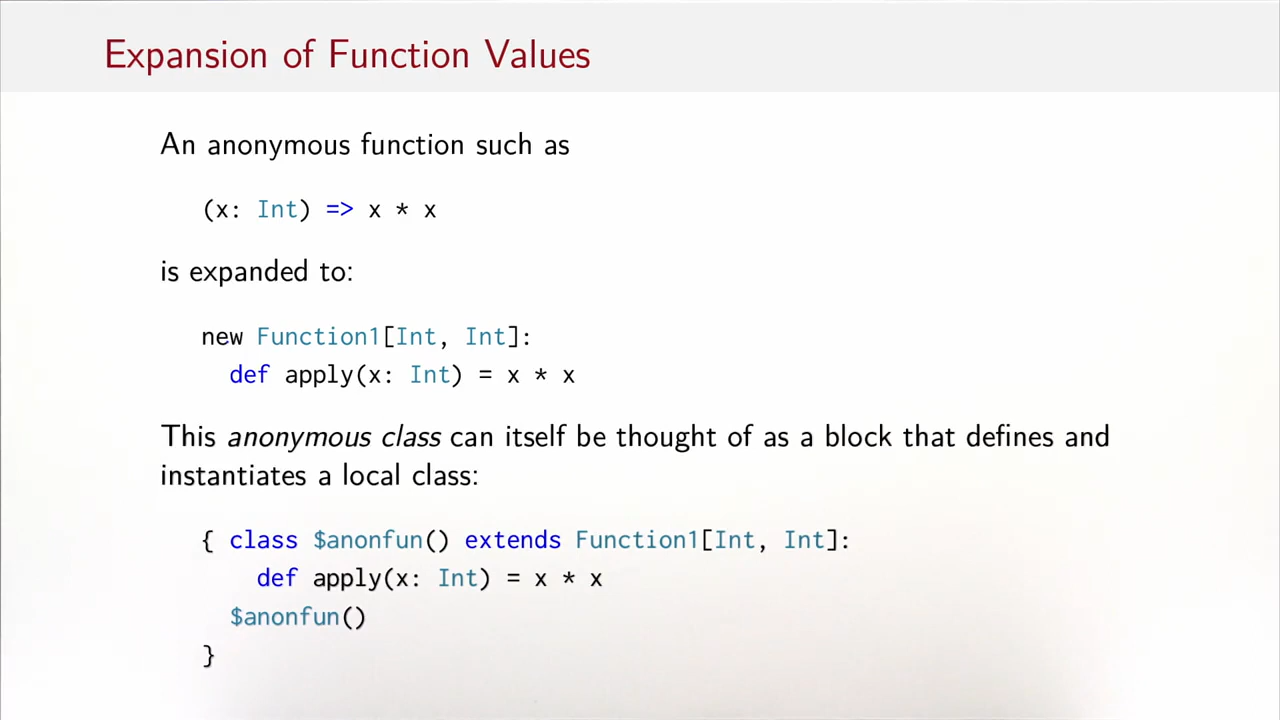 Expansion of Function Values
An anonymous function such as
(x: Int) => x * x
is expanded to:
new Function1[Int, Int]:
def apply(x: Int) = x * x
This anonymous class can itself be thought of as a block that defines and
instantiates a local class:
{ class $anonfun() extends Function1[Int, Int]:
def apply(x: Int) = x * x
$anonfun()
}